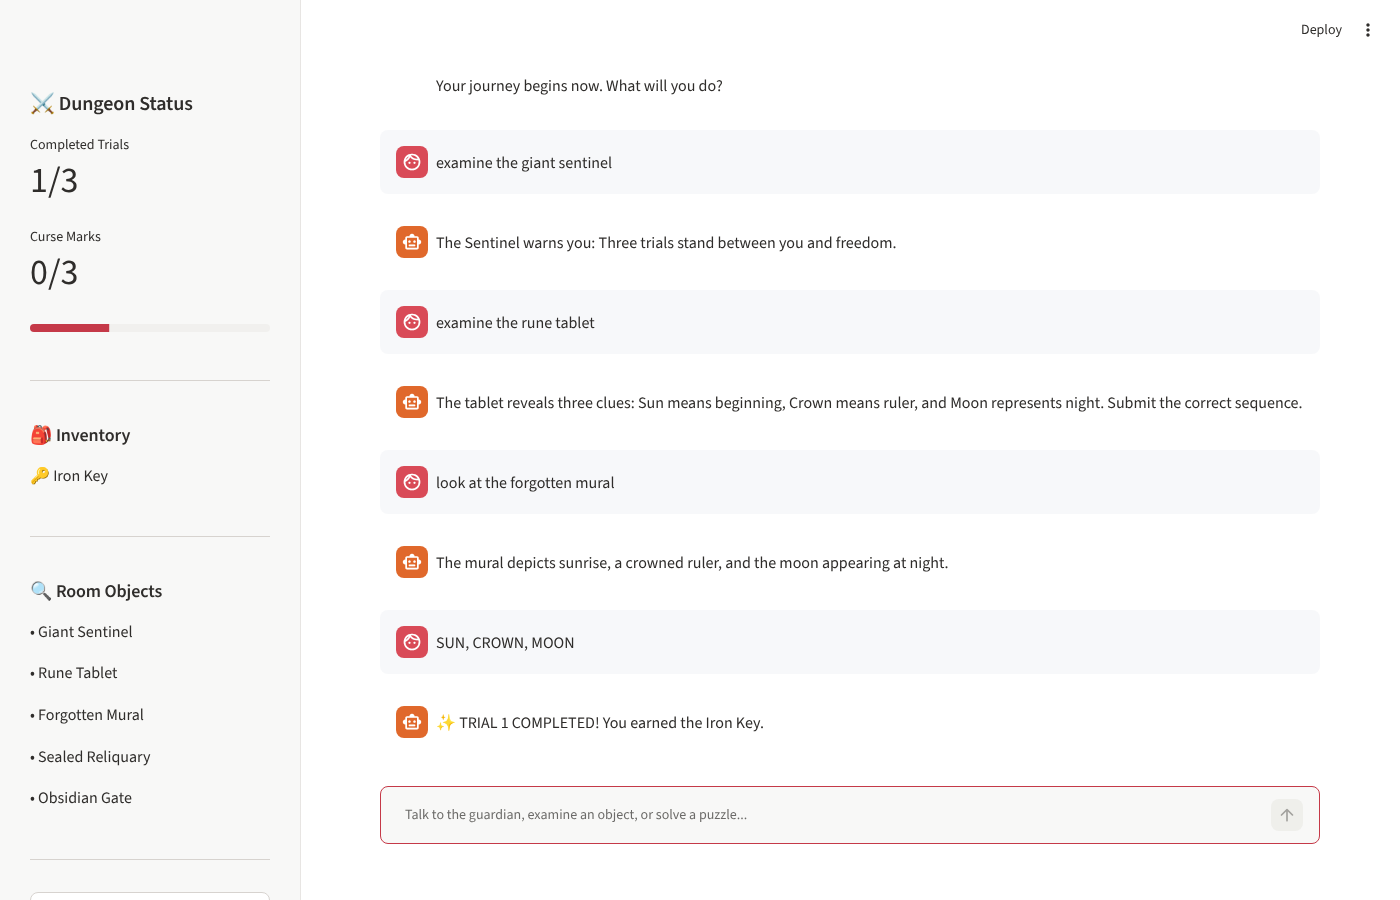 Deploy
⚔️ Dungeon Status
Completed Trials
1/3
Curse Marks
0/3
🎒 Inventory
🔑 Iron Key
🔍 Room Objects
• Giant Sentinel
• Rune Tablet
• Forgotten Mural
• Sealed Reliquary
• Obsidian Gate
Your journey begins now. What will you do?
examine the giant sentinel
The Sentinel warns you: Three trials stand between you and freedom.
examine the rune tablet
The tablet reveals three clues: Sun means beginning, Crown means ruler, and Moon represents night. Submit the correct sequence.
look at the forgotten mural
The mural depicts sunrise, a crowned ruler, and the moon appearing at night.
SUN, CROWN, MOON
✨ TRIAL 1 COMPLETED! You earned the Iron Key.
Talk to the guardian, examine an object, or solve a puzzle...